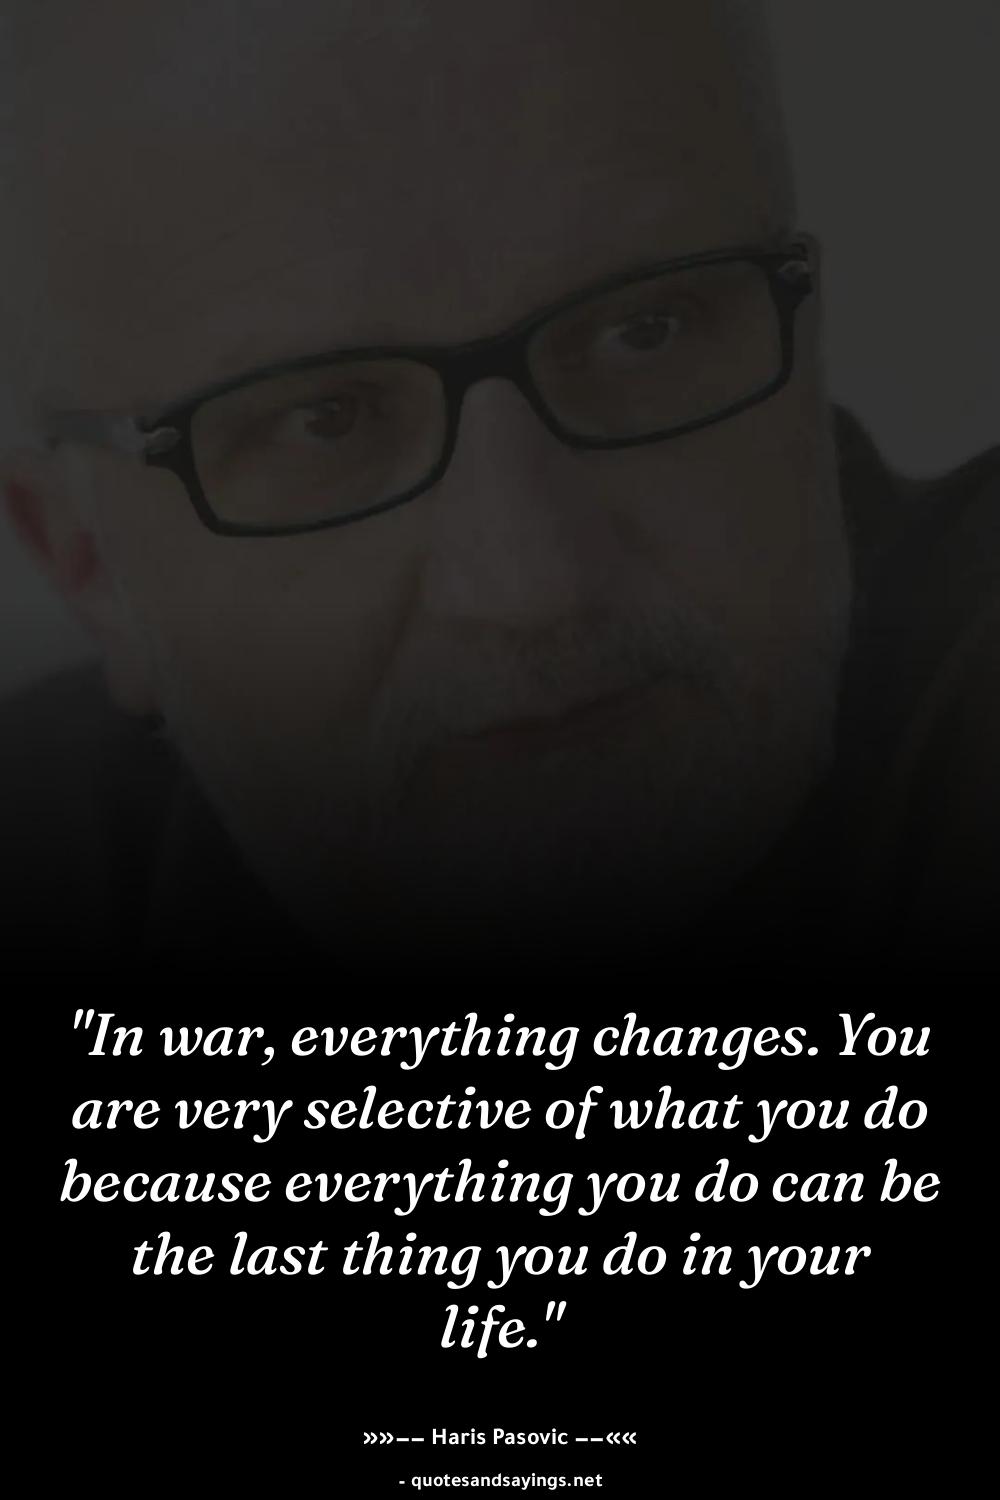 "In war, everything changes. You
are very selective of what you do
because everything you do can be
the last thing you do in your
life."
»»−− Haris Pasovic −−««
- quotesandsayings.net